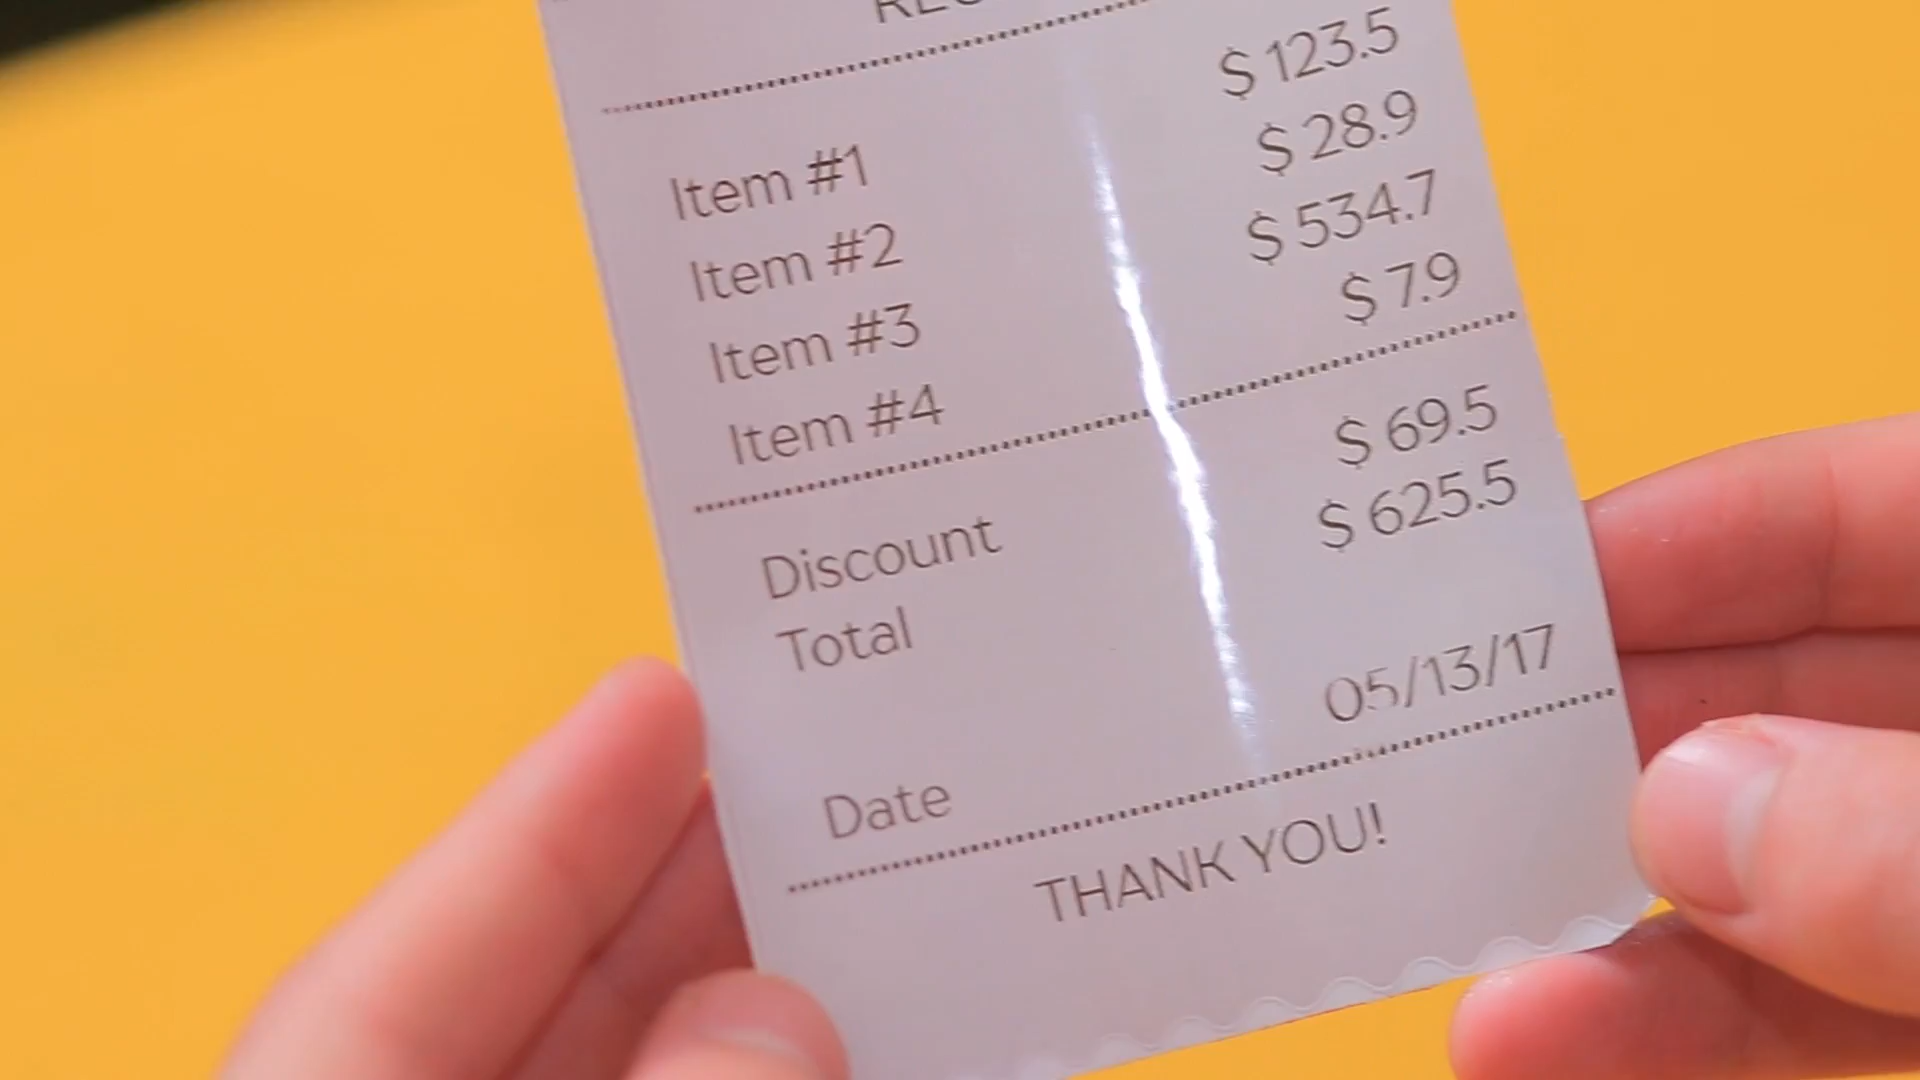 Item #1 $ 123.5
Item #2 $ 28.9
Item #3 $ 534.7
Item #4 $ 7.9
Discount $ 69.5
Total $ 625.5
Date 05/13/17
THANK YOU!